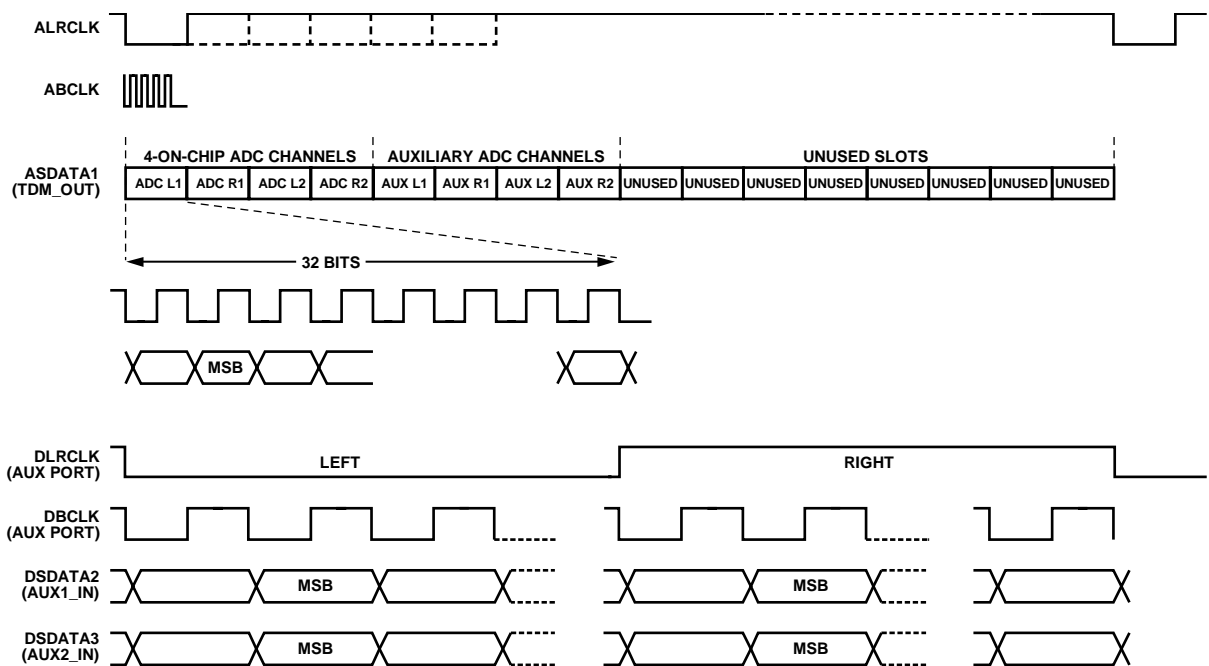 ALRCLK
ABCLK
4-ON-CHIP ADC CHANNELS AUXILIARY ADC CHANNELS UNUSED SLOTS
ASDATA1
(TDM_OUT)
ADC L1 ADC R1 ADC L2 ADC R2 AUX L1 AUX R1 AUX L2 AUX R2 UNUSED UNUSED UNUSED UNUSED UNUSED UNUSED UNUSED UNUSED
32 BITS
MSB
DLRCLK
(AUX PORT)
LEFT RIGHT
DBCLK
(AUX PORT)
DSDATA2
(AUX1_IN)
MSB MSB
DSDATA3
(AUX2_IN)
MSB MSB